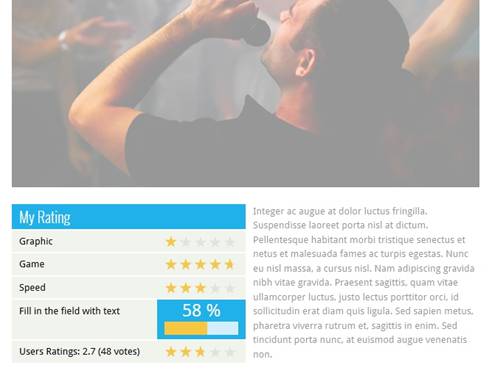 My Rating
Graphic
Game
Speed
Fill in the field with text
58 %
Users Ratings: 2.7 (48 votes)
Integer ac augue at dolor luctus fringilla.
Suspendisse laoreet porta nisl at dictum.
Pellentesque habitant morbi tristique senectus et
netus et malesuada fames ac turpis egestas. Nunc
eu nisl massa, a cursus nisl. Nam adipiscing gravida
nibh vitae gravida. Praesent sagittis, quam vitae
ullamcorper luctus, justo lectus porttitor orci, id
sollicitudin erat diam quis ligula. Sed sapien metus,
pharetra viverra rutrum et, sagittis in enim. Sed
tincidunt porta nunc, at euismod augue venenatis
non.